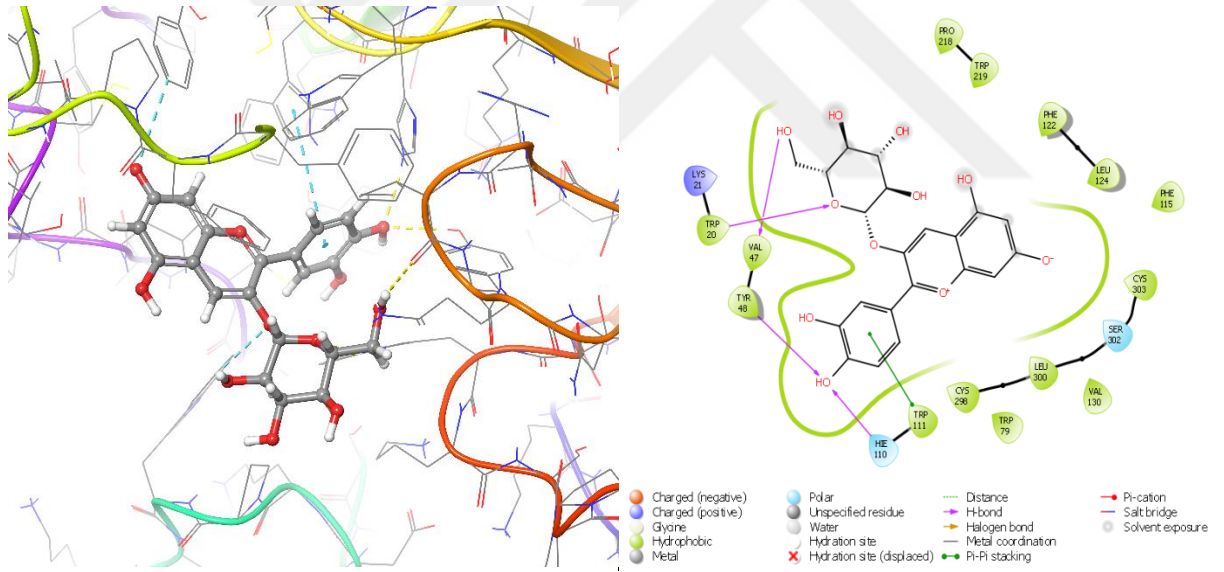 PRO
218
TRP
219
PHE
122
LEU
124
PHE
115
HO
HO
OH
OH
O
O
HO
O
O+
O-
HO
HO
LYS
21
TRP
20
VAL
47
TYR
48
CYS
303
SER
302
LEU
300
CYS
298
VAL
130
TRP
79
TRP
111
HIE
110
Charged (negative)
Charged (positive)
Glycine
Hydrophobic
Metal
Polar
Unspecified residue
Water
Hydration site
Hydration site (displaced)
Distance
H-bond
Halogen bond
Metal coordination
Pi-Pi stacking
Pi-cation
Salt bridge
Solvent exposure